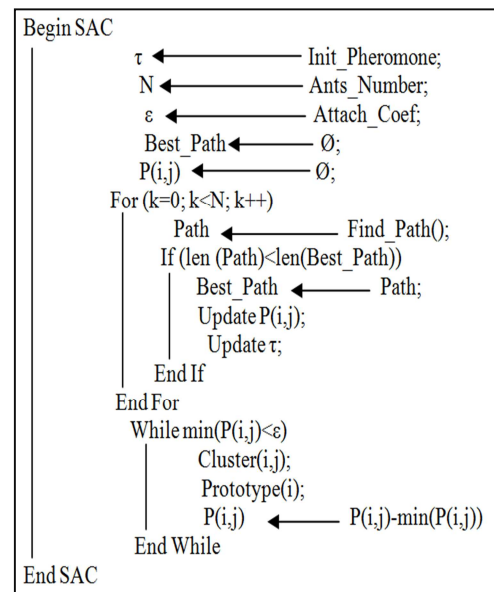 Begin SAC
τ ← Init_Pheromone;
N ← Ants_Number;
ε ← Attach_Coef;
Best_Path ← Ø;
P(i,j) ← Ø;
For (k=0; k<N; k++)
Path ← Find_Path();
If (len (Path)<len(Best_Path))
Best_Path ← Path;
Update P(i,j);
Update τ;
End If
End For
While min(P(i,j)<ε)
Cluster(i,j);
Prototype(i);
P(i,j) ← P(i,j)-min(P(i,j))
End While
End SAC